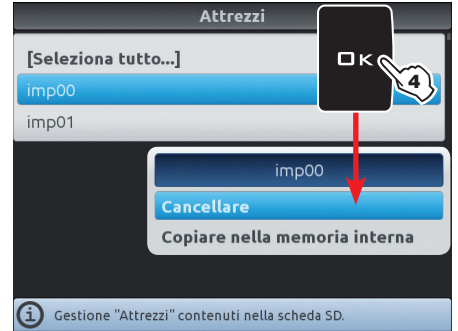 Attrezzi
[Seleziona tutto...]
OK
4
imp00
imp01
imp00
Cancellare
Copiare nella memoria interna
i Gestione "Attrezzi" contenuti nella scheda SD.